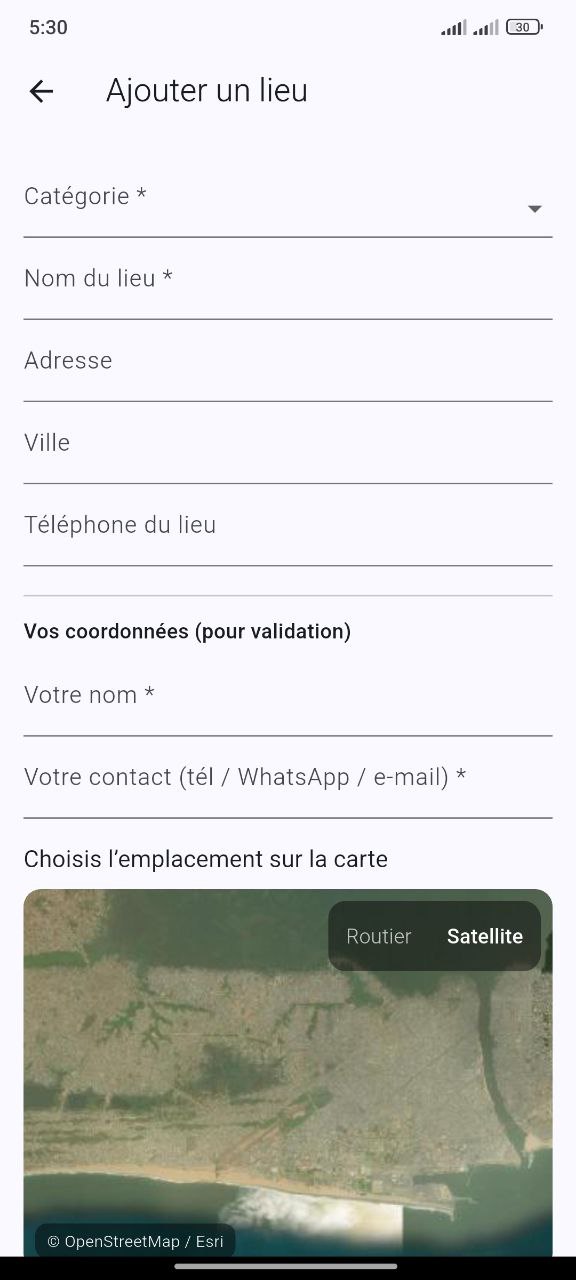 5:30
30
Ajouter un lieu
Catégorie *
Nom du lieu *
Adresse
Ville
Téléphone du lieu
Vos coordonnées (pour validation)
Votre nom *
Votre contact (tél / WhatsApp / e-mail) *
Choisis l’emplacement sur la carte
Routier Satellite
© OpenStreetMap / Esri